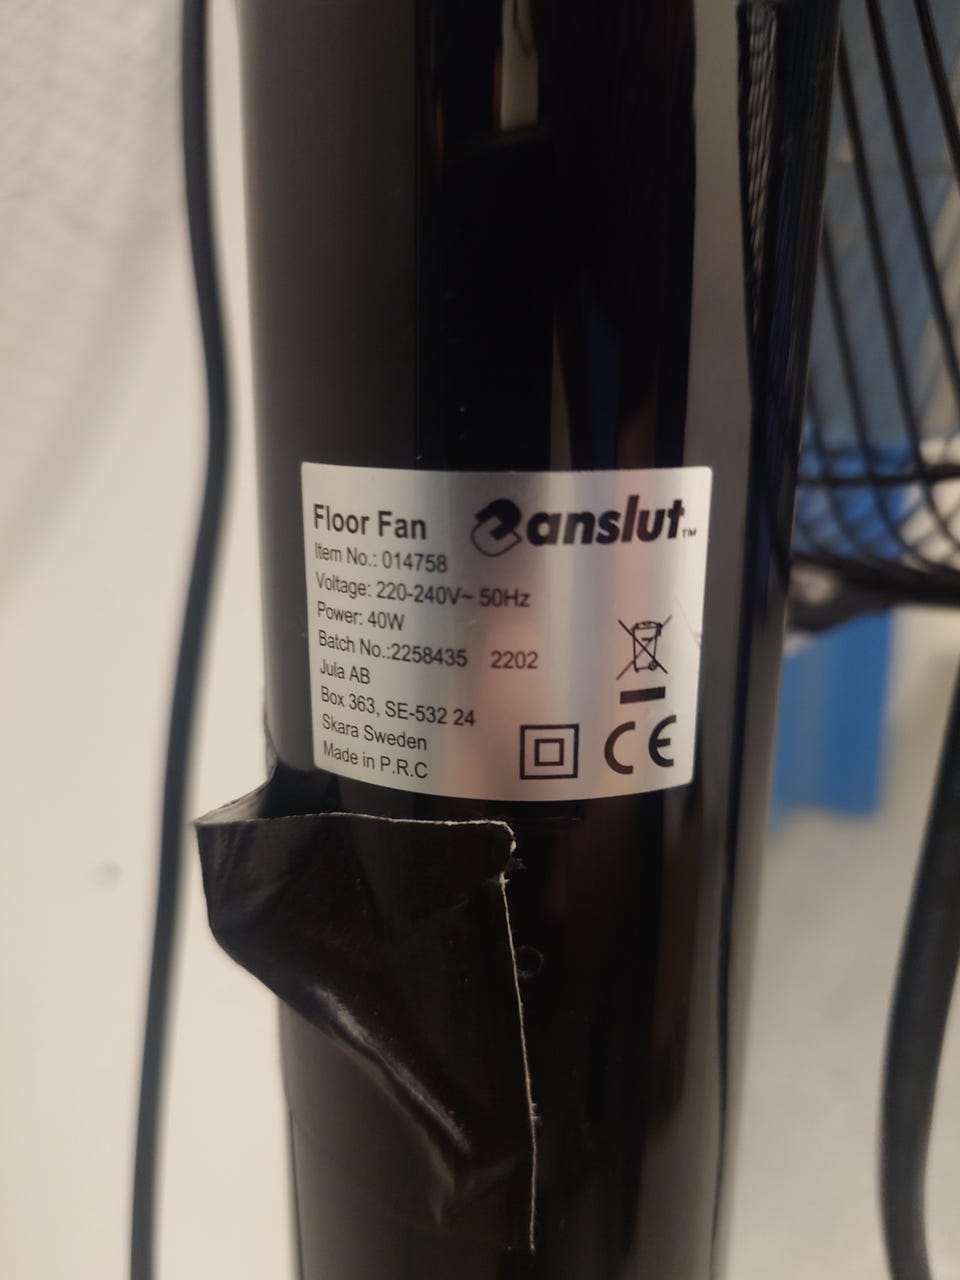 Floor Fan
anslut™
Item No.: 014758
Voltage: 220-240V~ 50Hz
Power: 40W
Batch No.:2258435 2202
Jula AB
Box 363, SE-532 24
Skara Sweden
Made in P.R.C
CE